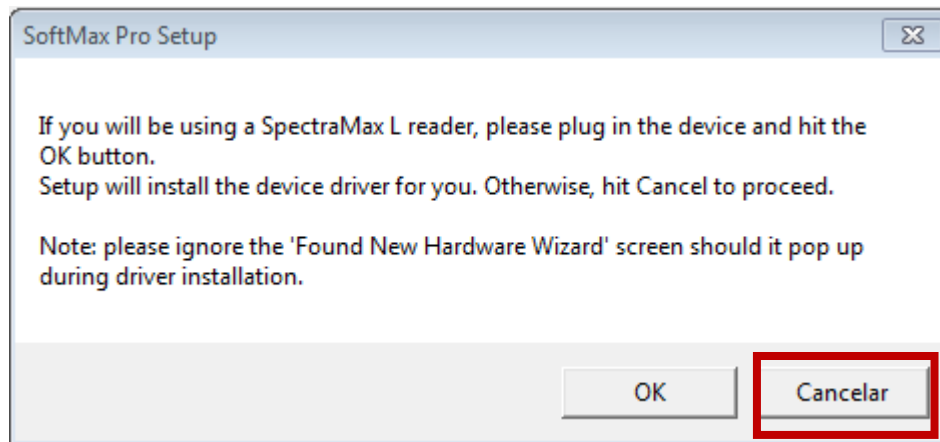 SoftMax Pro Setup
If you will be using a SpectraMax L reader, please plug in the device and hit the
OK button.
Setup will install the device driver for you. Otherwise, hit Cancel to proceed.
Note: please ignore the 'Found New Hardware Wizard' screen should it pop up
during driver installation.
OK
Cancelar